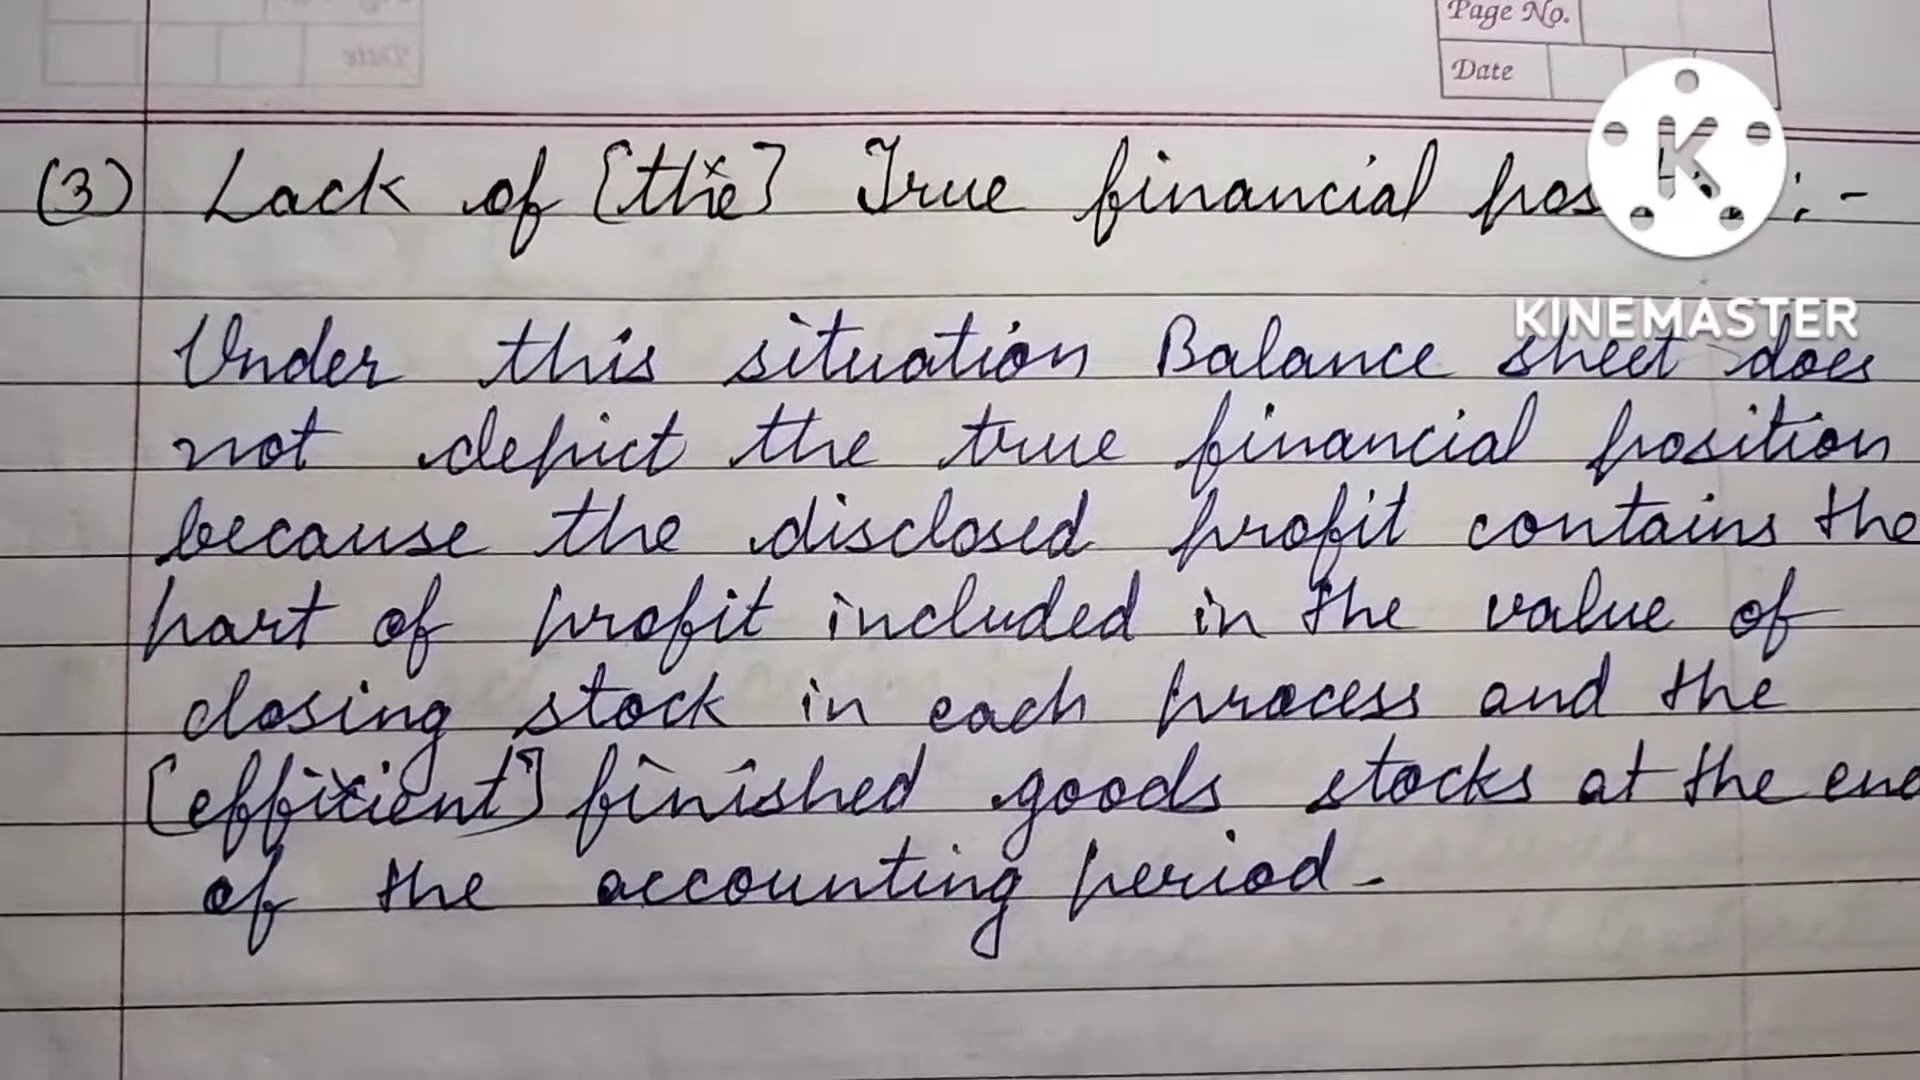 Page No.
Date
(3) Lack of [the] True financial :-
KINEMASTER
Under this situation Balance sheet does
not depict the true financial position
because the disclosed profit contains the
part of profit included in the value of
closing stock in each process and the
[efficient] finished goods stocks at the end
of the accounting period.